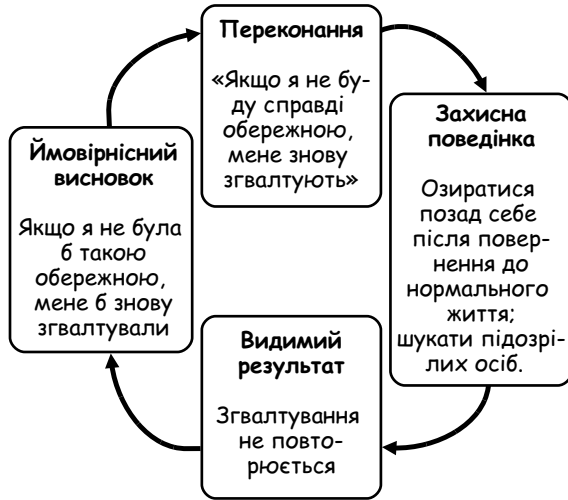 Переконання
«Якщо я не бу-
ду справді
обережною,
мене знову
згвалтують»
Захисна
поведінка
Озиратися
позад себе
після повер-
нення до
нормального
життя;
шукати підозрі-
лих осіб.
Видимий
результат
Згвалтування
не повто-
рюється
Ймовірнісний
висновок
Якщо я не була
б такою
обережною,
мене б знову
згвалтували